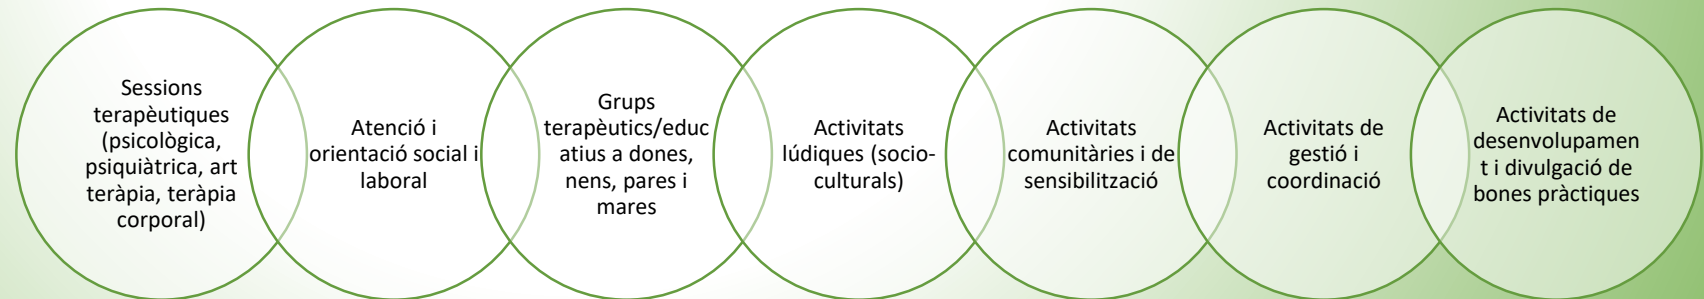 Sessions
terapèutiques
(psicològica,
psiquiàtrica, art
teràpia, teràpia
corporal)
Atenció i
orientació social i
laboral
Grups
terapèutics/educ
atius a dones,
nens, pares i
mares
Activitats
lúdiques (socio-
culturals)
Activitats
comunitàries i de
sensibilització
Activitats de
gestió i
coordinació
Activitats de
desenvolupamen
t i divulgació de
bones pràctiques